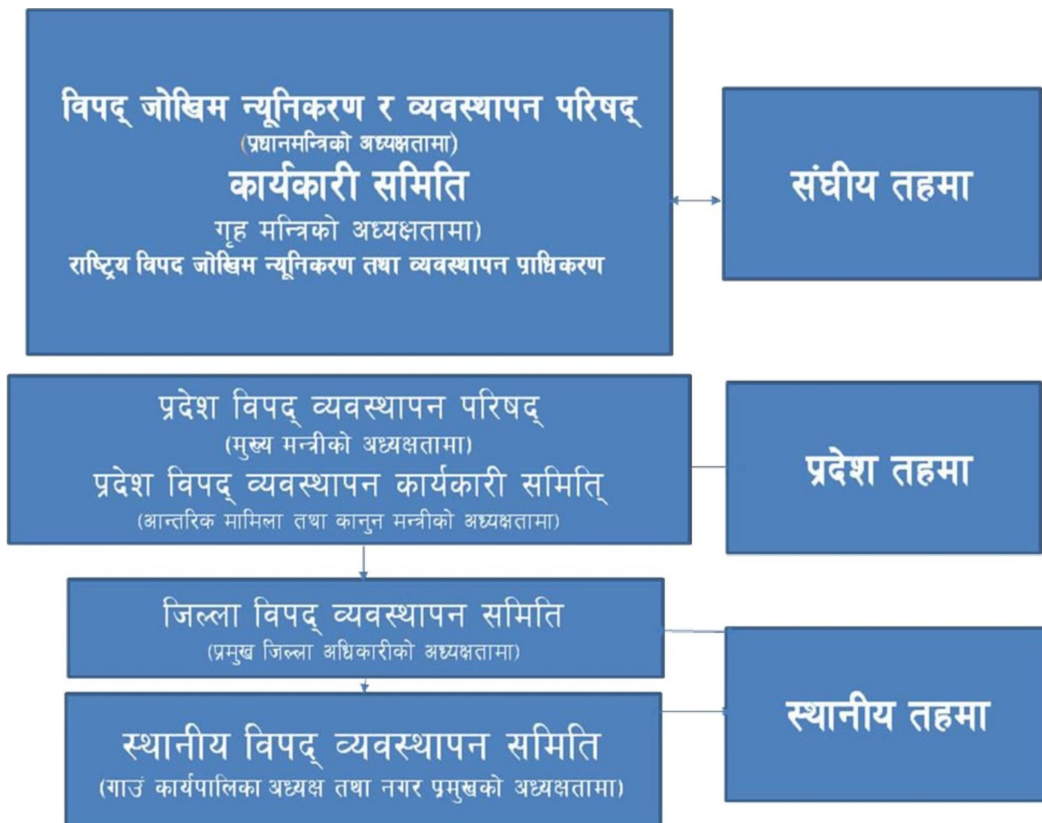 विपद् जोखिम न्यूनिकरण र व्यवस्थापन परिषद्
(प्रधानमन्त्रिको अध्यक्षतामा)
कार्यकारी समिति
गृह मन्त्रिको अध्यक्षतामा)
राष्ट्रिय विपद जोखिम न्यूनिकरण तथा व्यवस्थापन प्राधिकरण
संघीय तहमा
प्रदेश विपद् व्यवस्थापन परिषद्
(मुख्य मन्त्रीको अध्यक्षतामा)
प्रदेश विपद् व्यवस्थापन कार्यकारी समिति्
(आन्तरिक मामिला तथा कानुन मन्त्रीको अध्यक्षतामा)
प्रदेश तहमा
जिल्ला विपद् व्यवस्थापन समिति
(प्रमुख जिल्ला अधिकारीको अध्यक्षतामा)
स्थानीय विपद् व्यवस्थापन समिति
(गाउं कार्यपालिका अध्यक्ष तथा नगर प्रमुखको अध्यक्षतामा)
स्थानीय तहमा